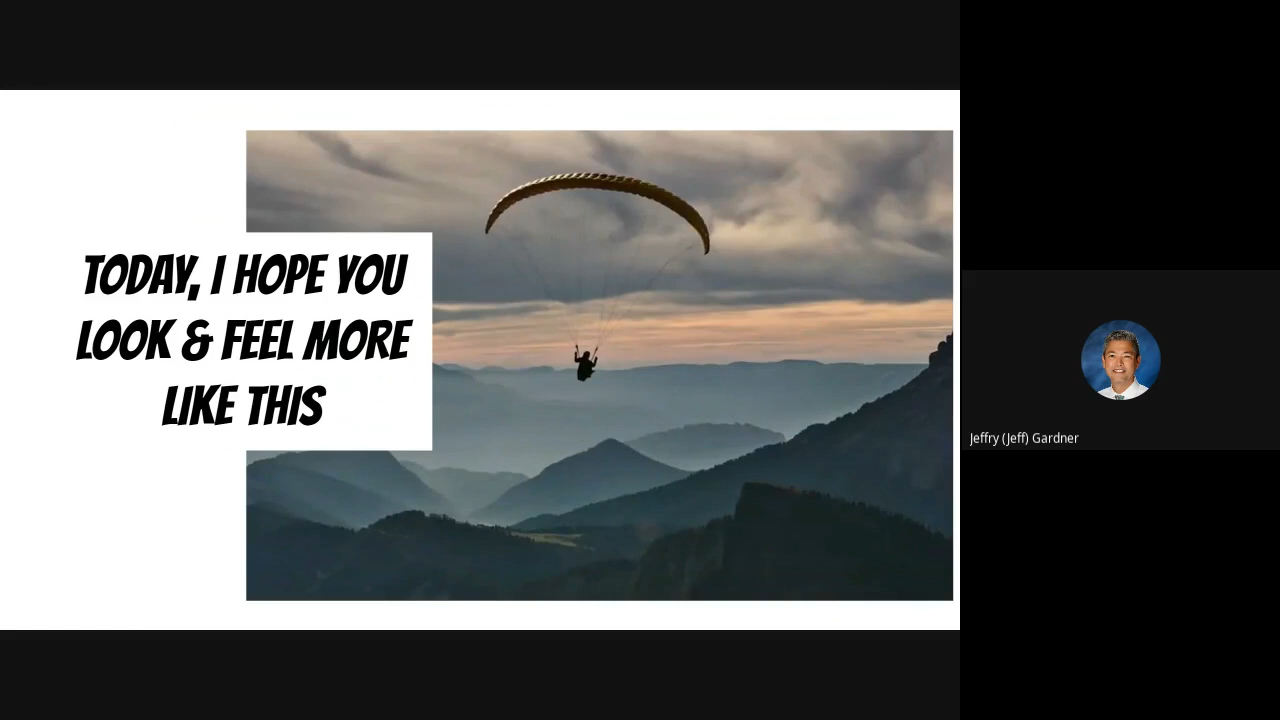 TODAY, I HOPE YOU
LOOK & FEEL MORE
LIKE THIS
Jeffry (Jeff) Gardner